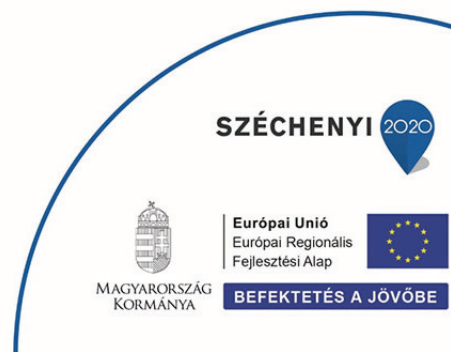 SZÉCHENYI 2020
Európai Unió
Európai Regionális
Fejlesztési Alap
MAGYARORSZÁG
KORMÁNYA
BEFEKTETÉS A JÖVŐBE